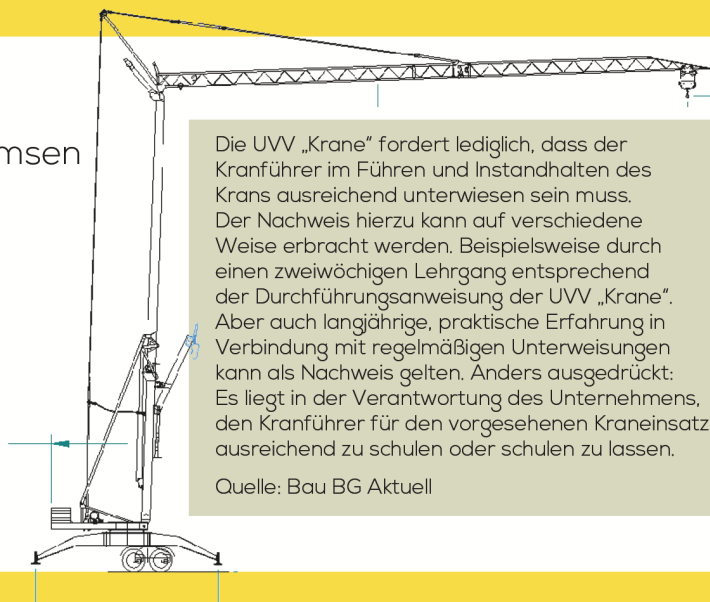 msen
Die UVV „Krane“ fordert lediglich, dass der
Kranführer im Führen und Instandhalten des
Krans ausreichend unterwiesen sein muss.
Der Nachweis hierzu kann auf verschiedene
Weise erbracht werden. Beispielsweise durch
einen zweiwöchigen Lehrgang entsprechend
der Durchführungsanweisung der UVV „Krane“.
Aber auch langjährige, praktische Erfahrung in
Verbindung mit regelmäßigen Unterweisungen
kann als Nachweis gelten. Anders ausgedrückt:
Es liegt in der Verantwortung des Unternehmens,
den Kranführer für den vorgesehenen Kraneinsatz
ausreichend zu schulen oder schulen zu lassen.
Quelle: Bau BG Aktuell